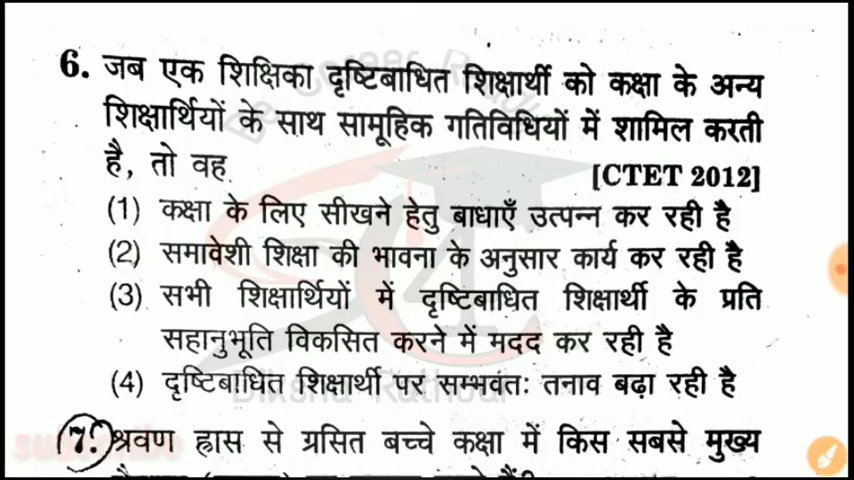 6. जब एक शिक्षिका दृष्टिबाधित शिक्षार्थी को कक्षा के अन्य
शिक्षार्थियों के साथ सामूहिक गतिविधियों में शामिल करती
है, तो वह [CTET 2012]
(1) कक्षा के लिए सीखने हेतु बाधाएँ उत्पन्न कर रही है
(2) समावेशी शिक्षा की भावना के अनुसार कार्य कर रही है
(3) सभी शिक्षार्थियों में दृष्टिबाधित शिक्षार्थी के प्रति
सहानुभूति विकसित करने में मदद कर रही है
(4) दृष्टिबाधित शिक्षार्थी पर सम्भवतः तनाव बढ़ा रही है
Diksha Rathour
7. श्रवण ह्रास से ग्रसित बच्चे कक्षा में किस सबसे मुख्य